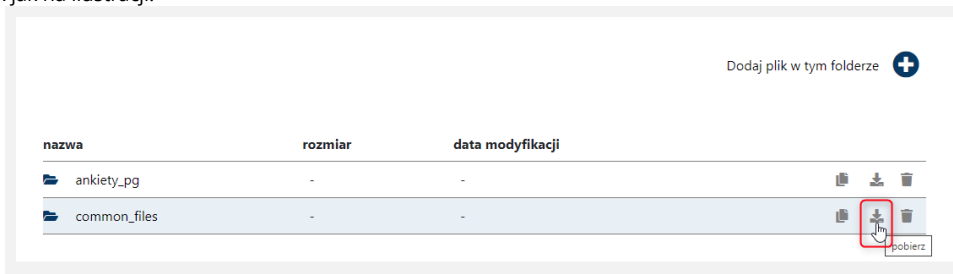 Dodaj plik w tym folderze
nazwa rozmiar data modyfikacji
ankiety_pg - -
common_files - -
pobierz